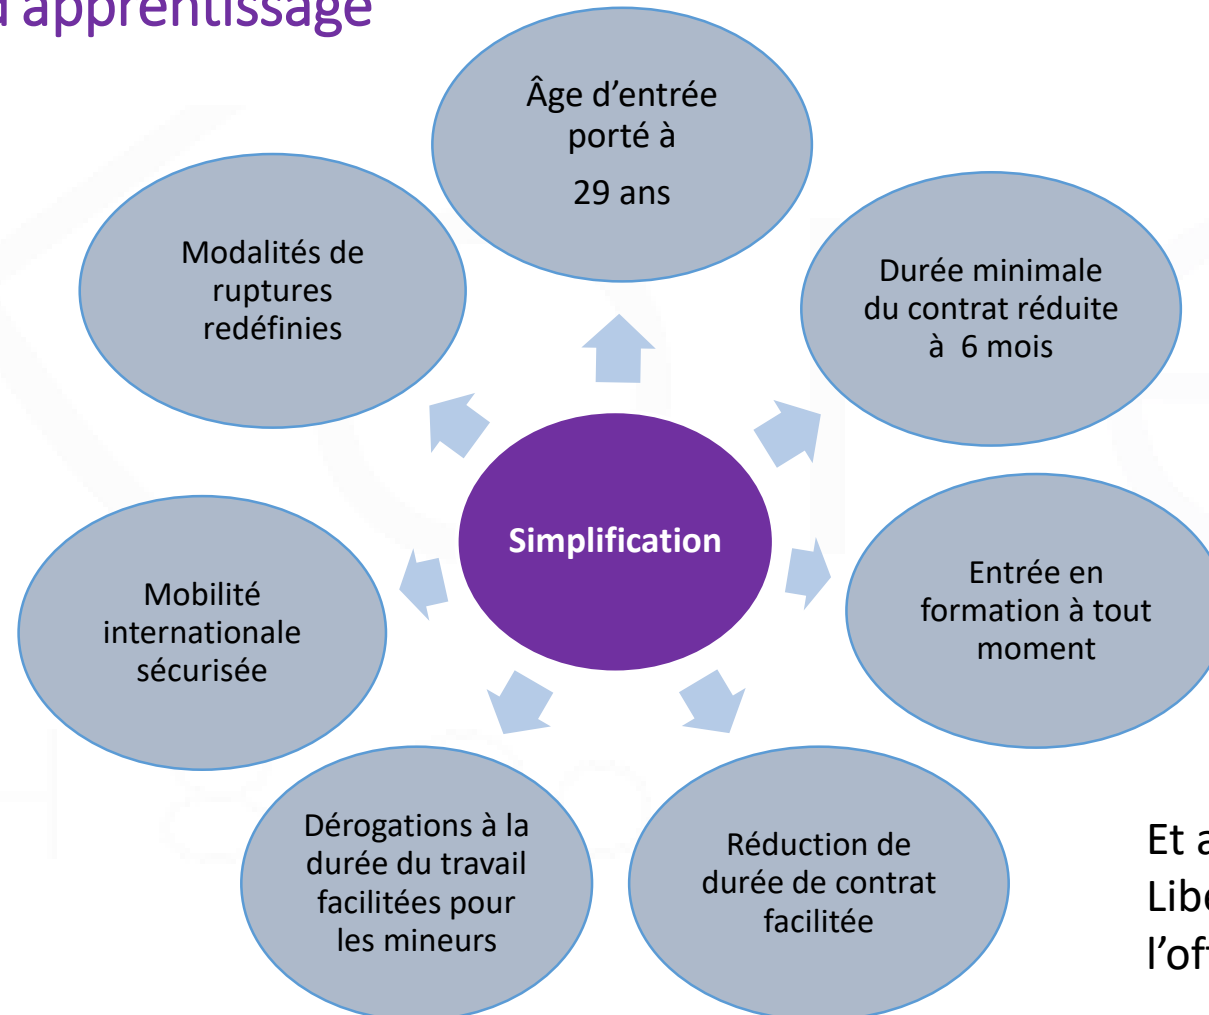 d'apprentissage
Âge d’entrée
porté à
29 ans
Durée minimale
du contrat réduite
à 6 mois
Entrée en
formation à tout
moment
Réduction de
durée de contrat
facilitée
Dérogations à la
durée du travail
facilitées pour
les mineurs
Mobilité
internationale
sécurisée
Modalités de
ruptures
redéfinies
Simplification
Et